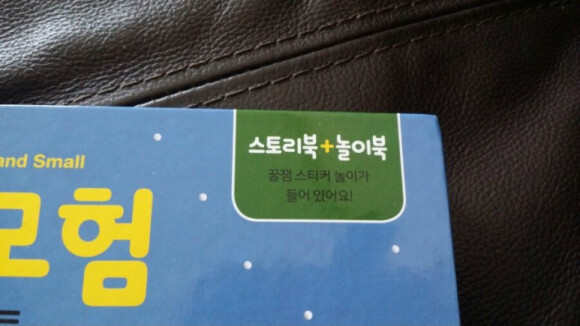 스토리북+놀이북
꿀잼 스티커 놀이가
들어 있어요!
and Small
모험